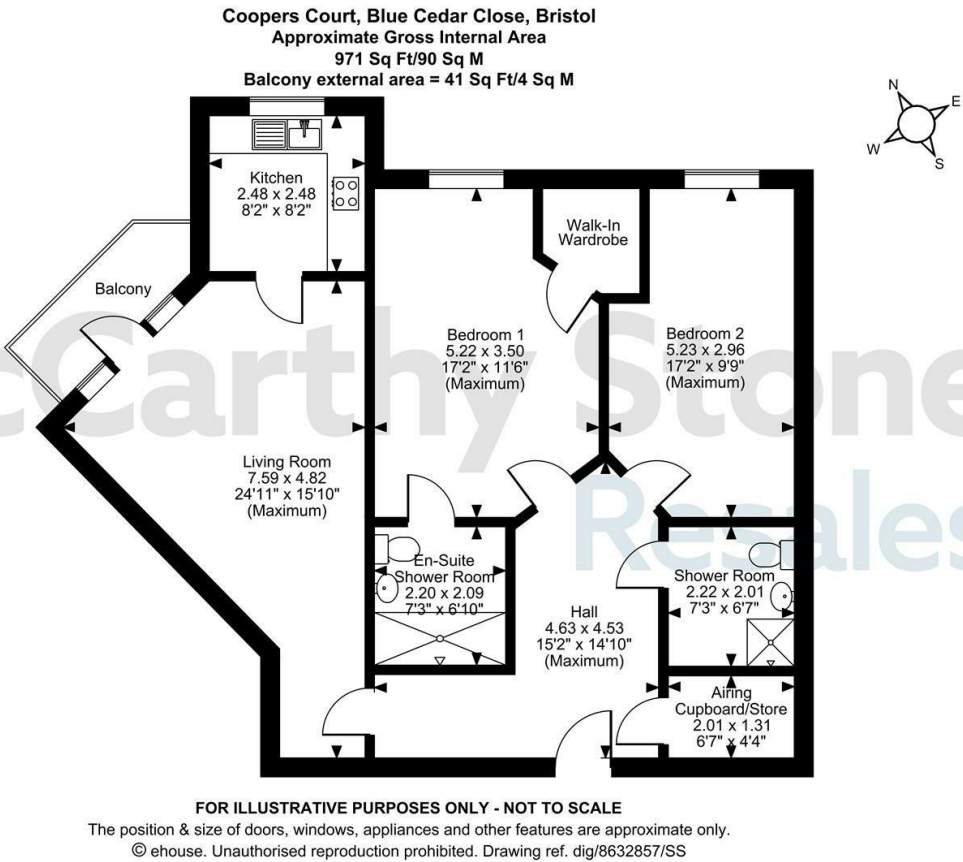 Coopers Court, Blue Cedar Close, Bristol
Approximate Gross Internal Area
971 Sq Ft/90 Sq M
Balcony external area = 41 Sq Ft/4 Sq M
N
E
W
S
Kitchen
2.48 x 2.48
8'2" x 8'2"
Walk-In
Wardrobe
Balcony
Bedroom 1
5.22 x 3.50
17'2" x 11'6"
(Maximum)
Bedroom 2
5.23 x 2.96
17'2" x 9'9"
(Maximum)
cCarthy Stone
Resales
Living Room
7.59 x 4.82
24'11" x 15'10"
(Maximum)
En-Suite
Shower Room
2.20 x 2.09
7'3" x 6'10"
Shower Room
2.22 x 2.01
7'3" x 6'7"
Hall
4.63 x 4.53
15'2" x 14'10"
(Maximum)
Airing
Cupboard/Store
2.01 x 1.31
6'7" x 4'4"
FOR ILLUSTRATIVE PURPOSES ONLY - NOT TO SCALE
The position & size of doors, windows, appliances and other features are approximate only.
© ehouse. Unauthorised reproduction prohibited. Drawing ref. dig/8632857/SS